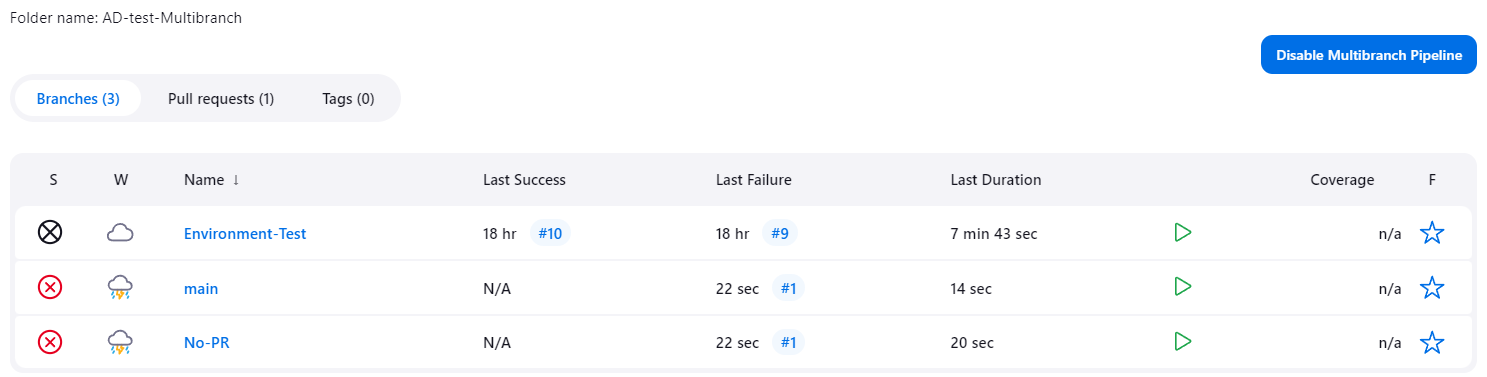 Folder name: AD-test-Multibranch
Disable Multibranch Pipeline
Branches (3) Pull requests (1) Tags (0)
S W Name ↓ Last Success Last Failure Last Duration Coverage F
Environment-Test 18 hr #10 18 hr #9 7 min 43 sec n/a
main N/A 22 sec #1 14 sec n/a
No-PR N/A 22 sec #1 20 sec n/a